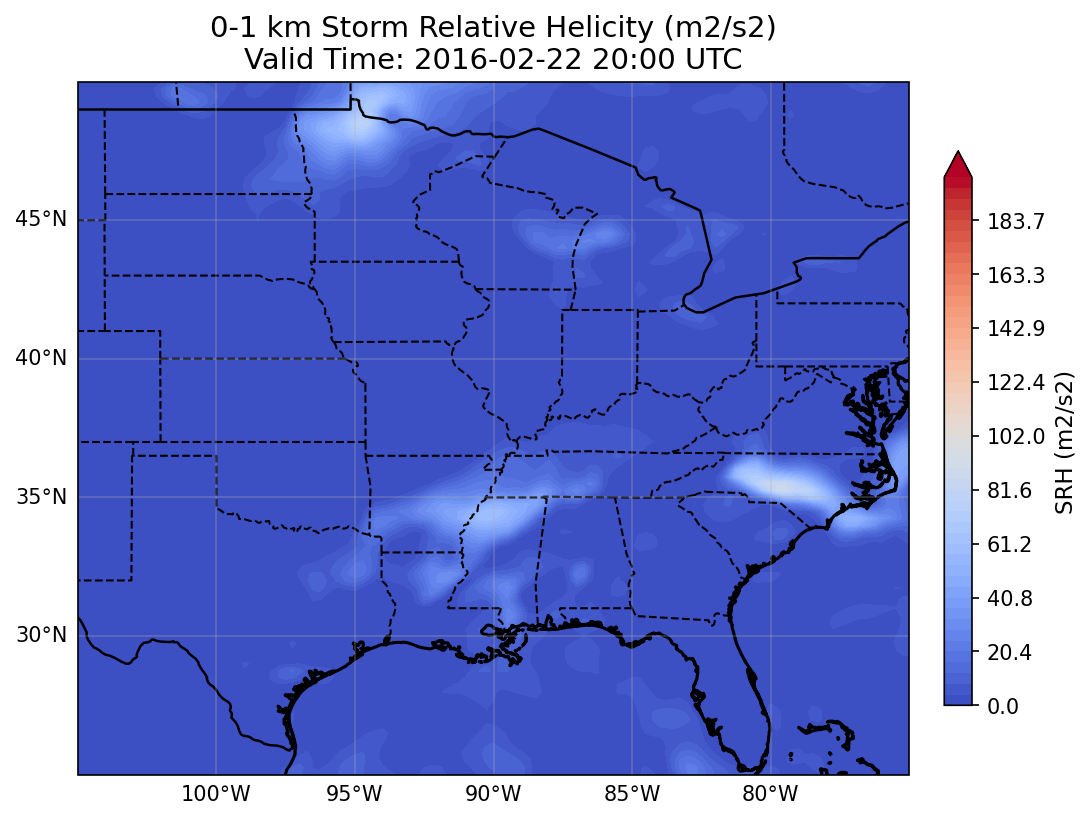 0-1 km Storm Relative Helicity (m2/s2)
Valid Time: 2016-02-22 20:00 UTC
45°N
40°N
35°N
30°N
100°W
95°W
90°W
85°W
80°W
183.7
163.3
142.9
122.4
102.0
81.6
61.2
40.8
20.4
0.0
SRH (m2/s2)